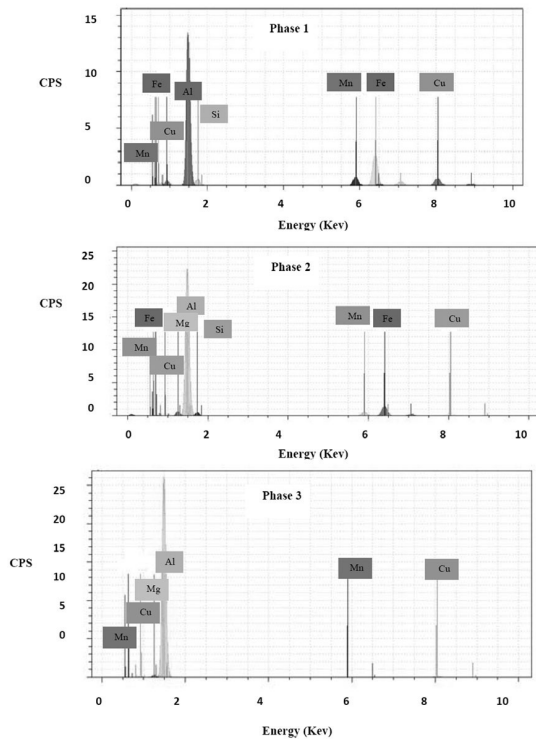 Phase 1
CPS
15
10
5
0
Fe
Al
Si
Cu
Mn
Mn
Fe
Cu
0 2 4 6 8 10
Energy (Kev)
Phase 2
CPS
25
20
15
10
5
0
Al
Fe
Mg
Si
Mn
Cu
Mn
Fe
Cu
0 2 4 6 8 10
Energy (Kev)
Phase 3
CPS
25
20
15
10
5
0
Al
Mg
Cu
Mn
Mn
Cu
0 2 4 6 8 10
Energy (Kev)